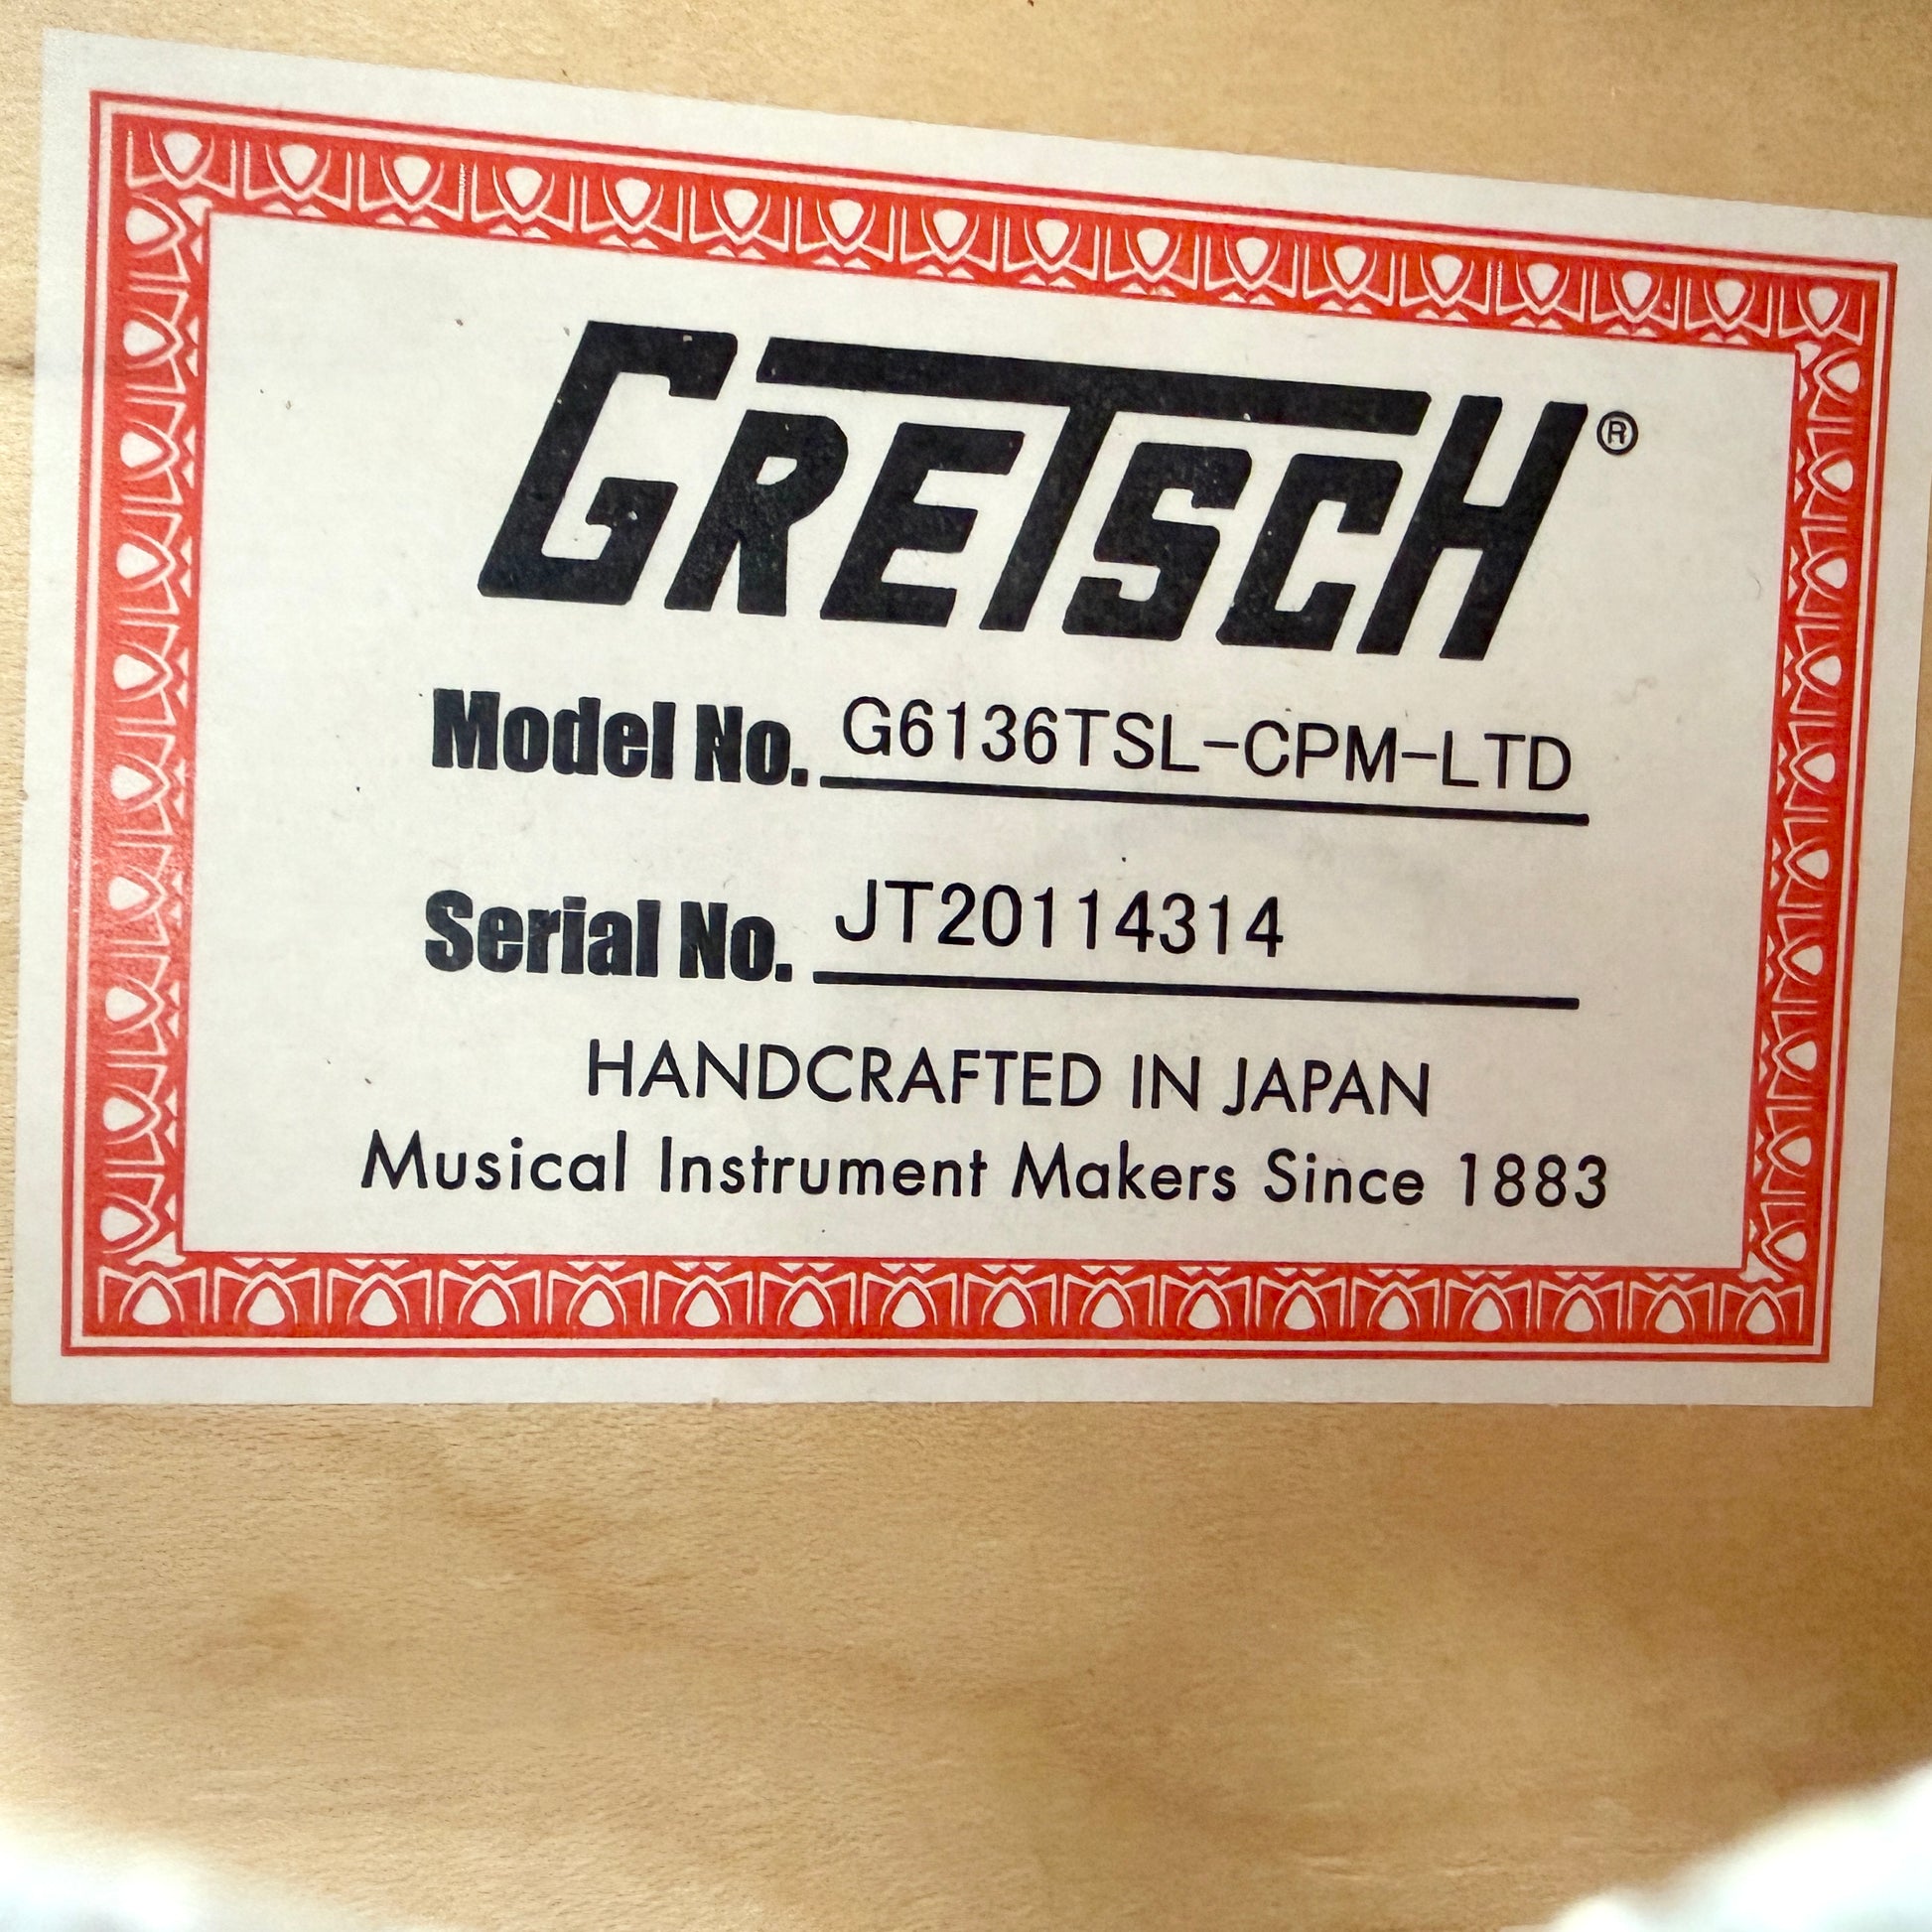 GRETSCH®
Model No. G6136TSL-CPM-LTD
Serial No. JT20114314
HANDCRAFTED IN JAPAN
Musical Instrument Makers Since 1883